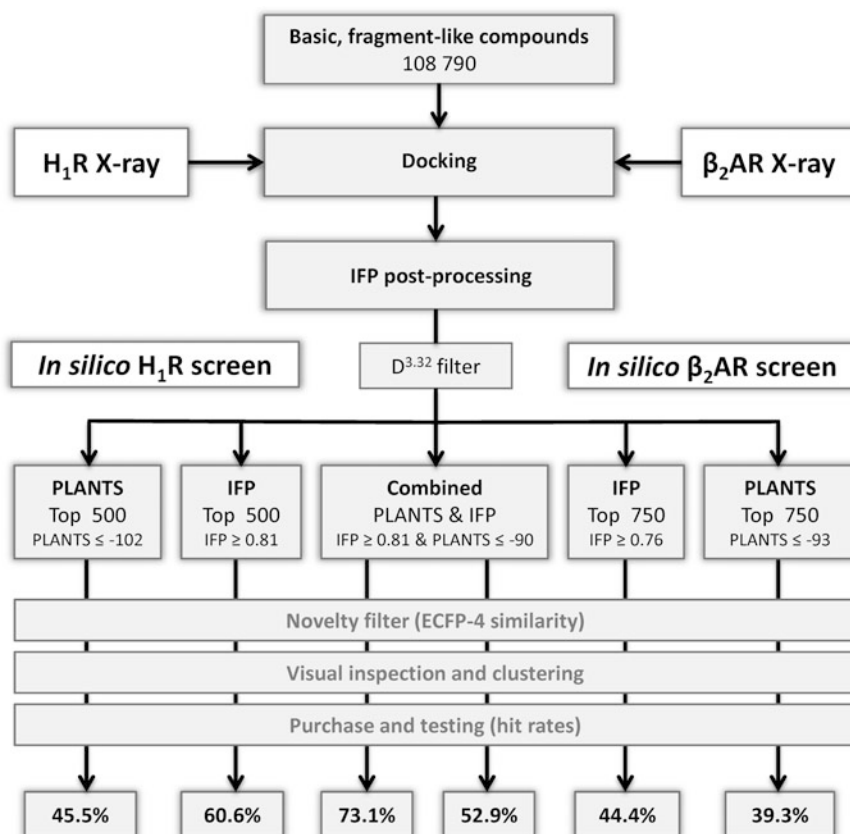 Basic, fragment-like compounds
108 790
H₁R X-ray
Docking
β₂AR X-ray
IFP post-processing
In silico H₁R screen
D³·³² filter
In silico β₂AR screen
PLANTS
Top 500
PLANTS ≤ -102
IFP
Top 500
IFP ≥ 0.81
Combined
PLANTS & IFP
IFP ≥ 0.81 & PLANTS ≤ -90
IFP
Top 750
IFP ≥ 0.76
PLANTS
Top 750
PLANTS ≤ -93
Novelty filter (ECFP-4 similarity)
Visual inspection and clustering
Purchase and testing (hit rates)
45.5%
60.6%
73.1%
52.9%
44.4%
39.3%